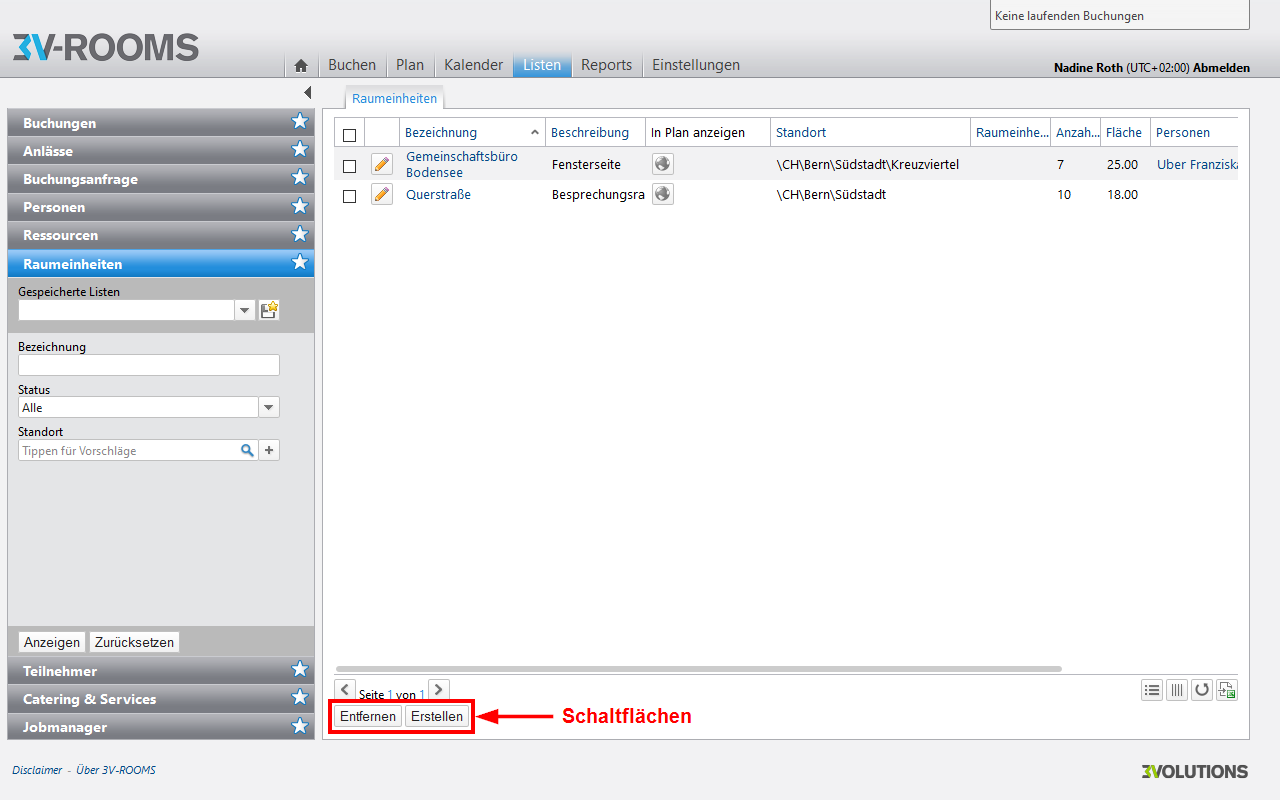 Keine laufenden Buchungen
3V-ROOMS
Buchen Plan Kalender Listen Reports Einstellungen
Nadine Roth (UTC+02:00) Abmelden
Raumeinheiten
Buchungen
Anlässe
Buchungsanfrage
Personen
Ressourcen
Raumeinheiten
Gespeicherte Listen
Bezeichnung
Status
Alle
Standort
Tippen für Vorschläge
Anzeigen Zurücksetzen
Teilnehmer
Catering & Services
Jobmanager
Bezeichnung Beschreibung In Plan anzeigen Standort Raumeinhe... Anzah... Fläche Personen
Gemeinschaftsbüro
Bodensee Fensterseite \CH\Bern\Südstadt\Kreuzviertel 7 25.00 Uber Franziska
Querstraße Besprechungsra \CH\Bern\Südstadt 10 18.00
Seite 1 von 1
Entfernen Erstellen
Schaltflächen
Disclaimer - Über 3V-ROOMS
3VOLUTIONS